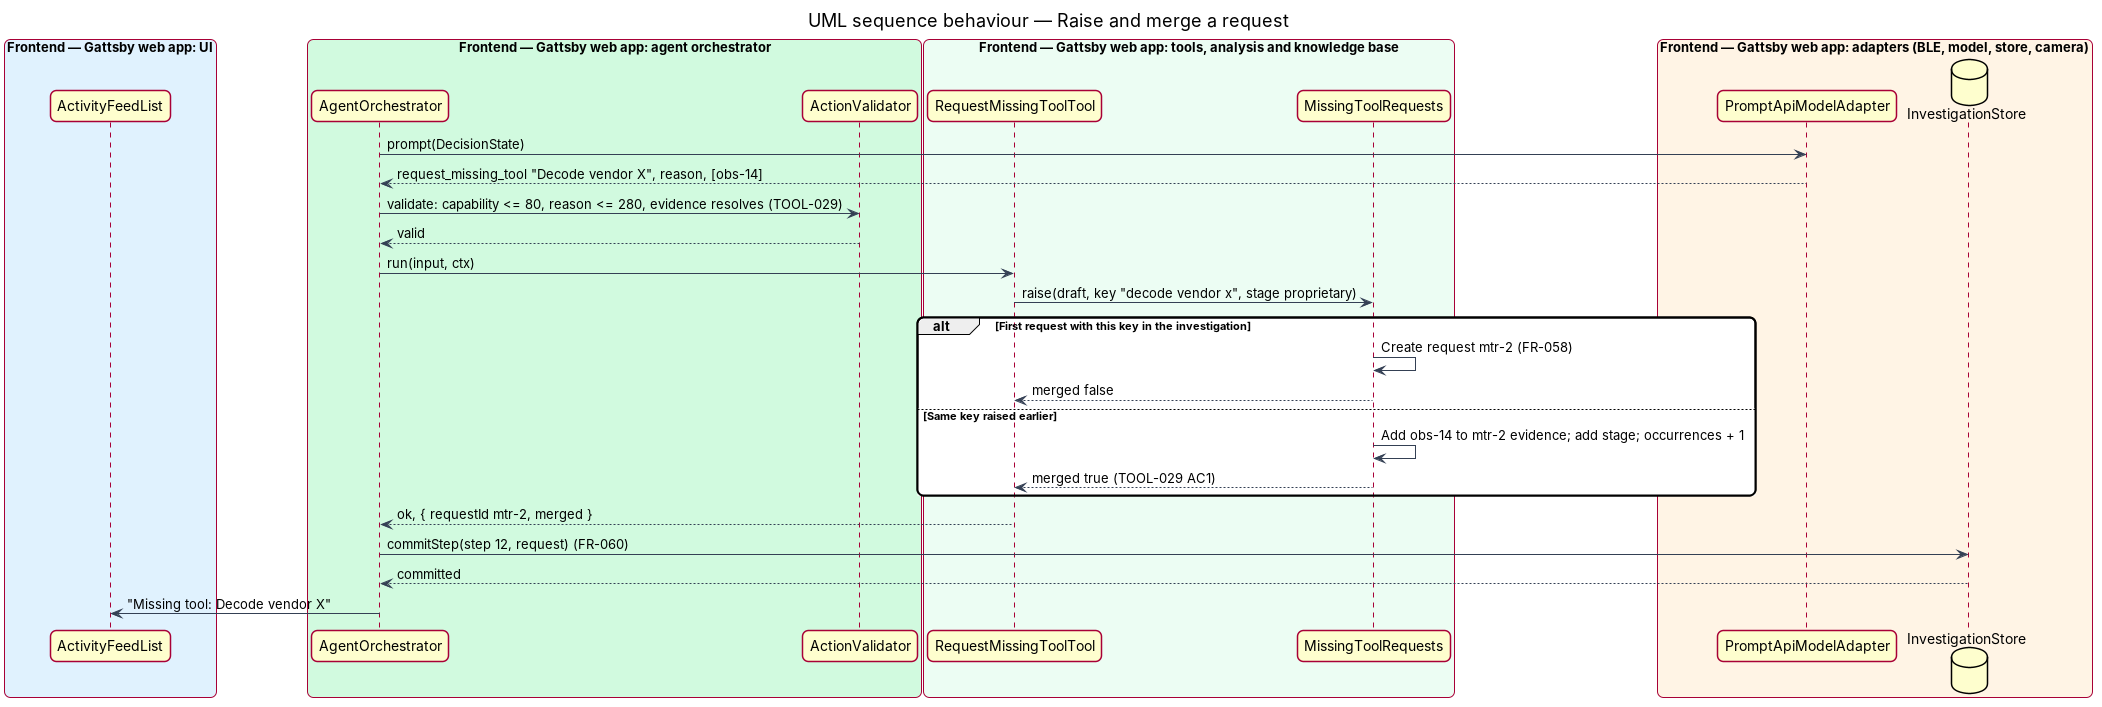 UML sequence behaviour — Raise and merge a request
Frontend — Gattsby web app: UI
Frontend — Gattsby web app: agent orchestrator
Frontend — Gattsby web app: tools, analysis and knowledge base
Frontend — Gattsby web app: adapters (BLE, model, store, camera)
ActivityFeedList
AgentOrchestrator
ActionValidator
RequestMissingToolTool
MissingToolRequests
PromptApiModelAdapter
InvestigationStore
prompt(DecisionState)
request_missing_tool "Decode vendor X", reason, [obs-14]
validate: capability <= 80, reason <= 280, evidence resolves (TOOL-029)
valid
run(input, ctx)
raise(draft, key "decode vendor x", stage proprietary)
alt
[First request with this key in the investigation]
Create request mtr-2 (FR-058)
merged false
[Same key raised earlier]
Add obs-14 to mtr-2 evidence; add stage; occurrences + 1
merged true (TOOL-029 AC1)
ok, { requestId mtr-2, merged }
commitStep(step 12, request) (FR-060)
committed
"Missing tool: Decode vendor X"
ActivityFeedList
AgentOrchestrator
ActionValidator
RequestMissingToolTool
MissingToolRequests
PromptApiModelAdapter
InvestigationStore